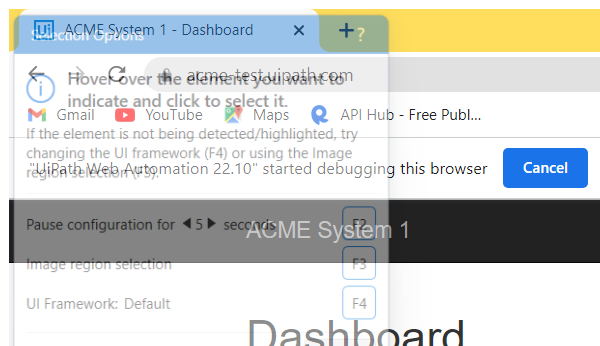 ACME System 1 - Dashboard
Selection Options
?
acme-test.uipath.com
Hover over the element you want to
indicate and click to select it.
Gmail YouTube Maps API Hub - Free Publ...
If the element is not being detected/highlighted, try
changing the UI framework (F4) or using the Image
region selection (F3).
"UiPath Web Automation 22.10" started debugging this browser
Cancel
Pause configuration for 5 seconds F2
ACME System 1
Image region selection F3
UI Framework: Default F4
Dashboard